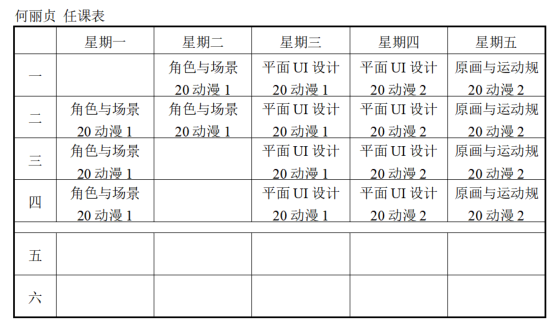 何丽贞 任课表
星期一 星期二 星期三 星期四 星期五
一 角色与场景 平面 UI 设计 平面 UI 设计 原画与运动规
20 动漫 1 20 动漫 1 20 动漫 2 20 动漫 2
二 角色与场景 角色与场景 平面 UI 设计 平面 UI 设计 原画与运动规
20 动漫 1 20 动漫 1 20 动漫 1 20 动漫 2 20 动漫 2
三 角色与场景 平面 UI 设计 平面 UI 设计 原画与运动规
20 动漫 1 20 动漫 1 20 动漫 2 20 动漫 2
四 角色与场景 平面 UI 设计 平面 UI 设计 原画与运动规
20 动漫 1 20 动漫 1 20 动漫 2 20 动漫 2
五
六